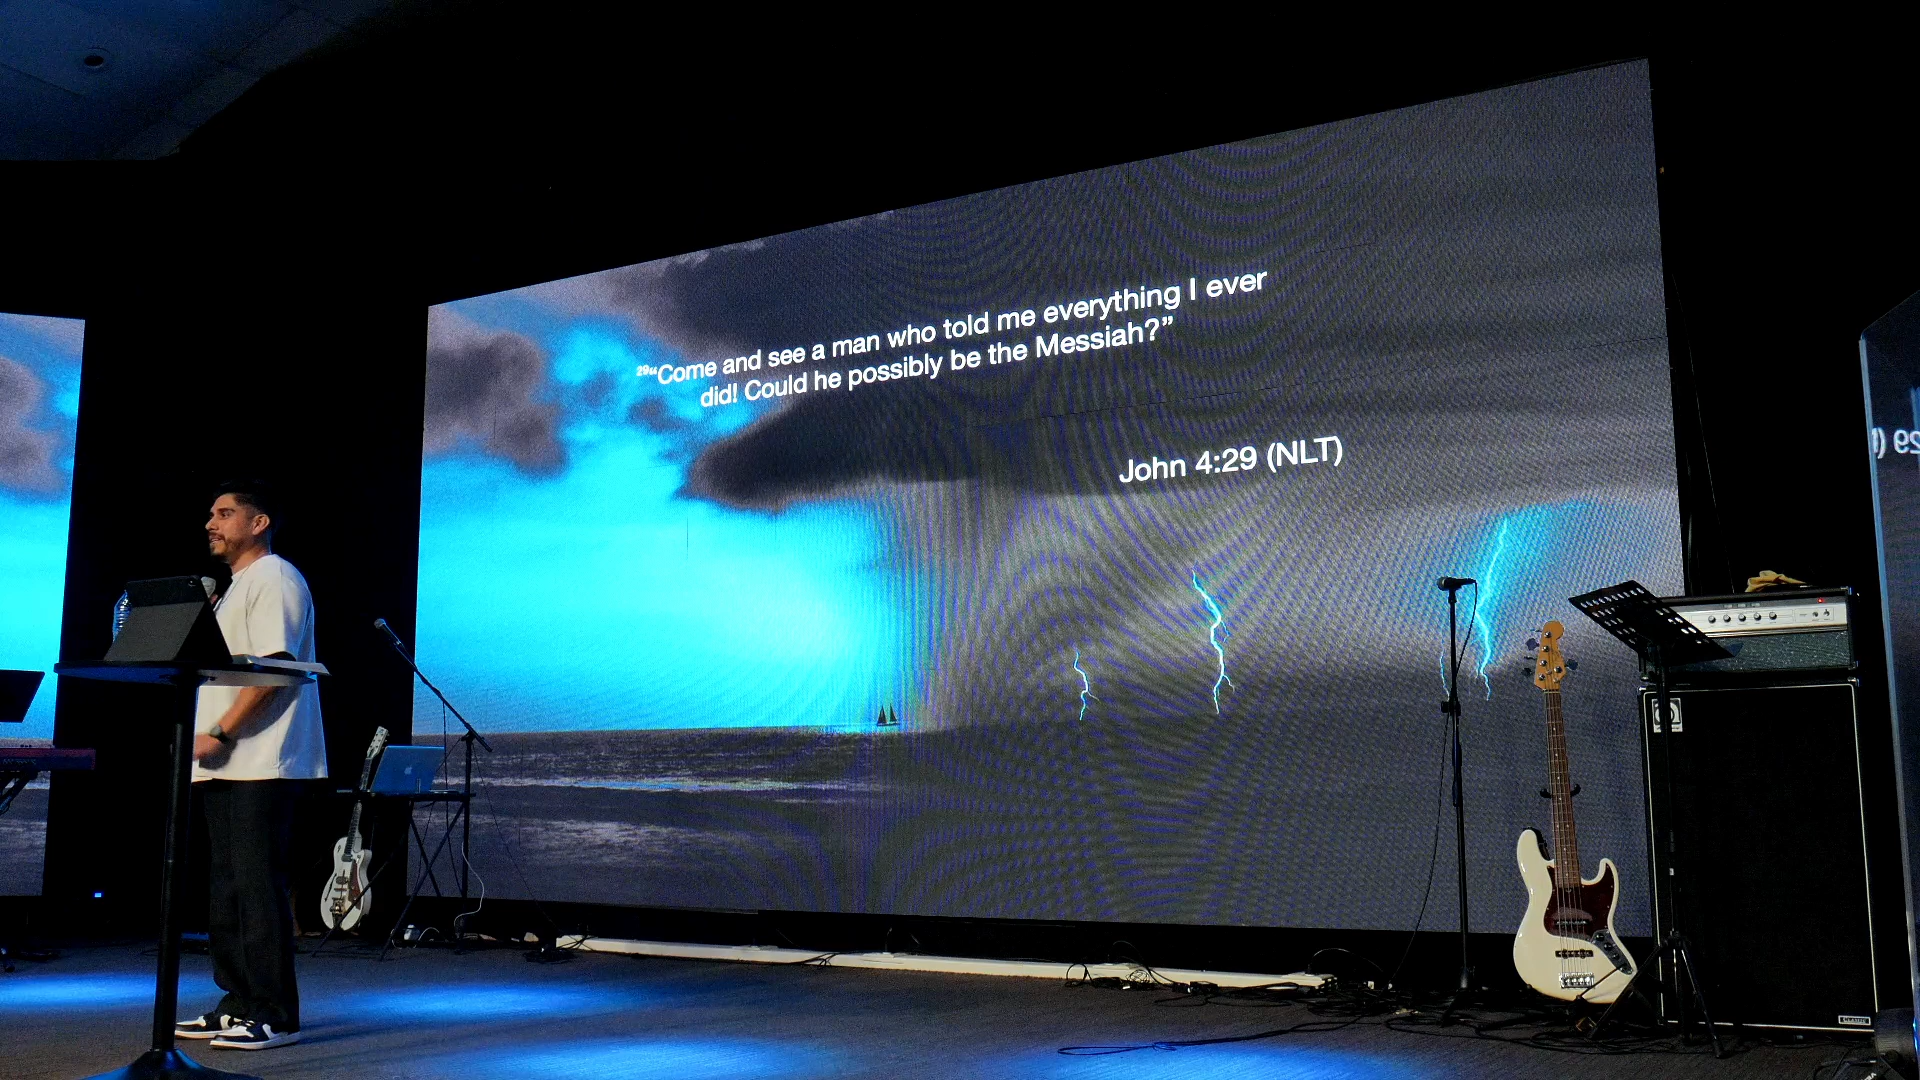 ²⁹“Come and see a man who told me everything I ever
did! Could he possibly be the Messiah?”
John 4:29 (NLT)
29 (